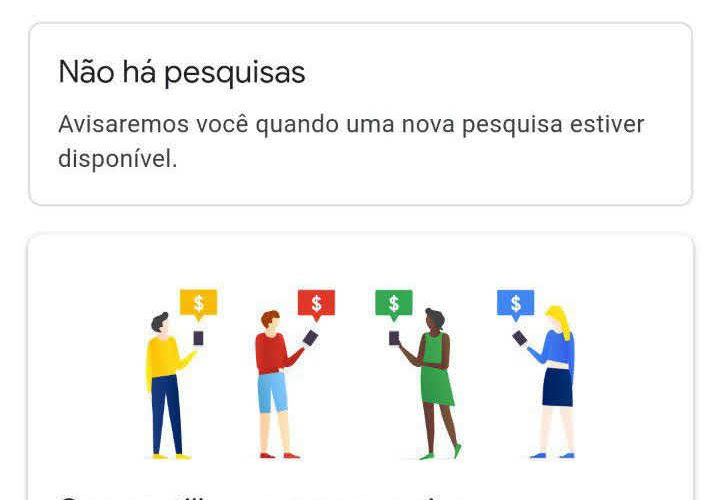 Não há pesquisas
Avisaremos você quando uma nova pesquisa estiver
disponível.
$ $ $ $